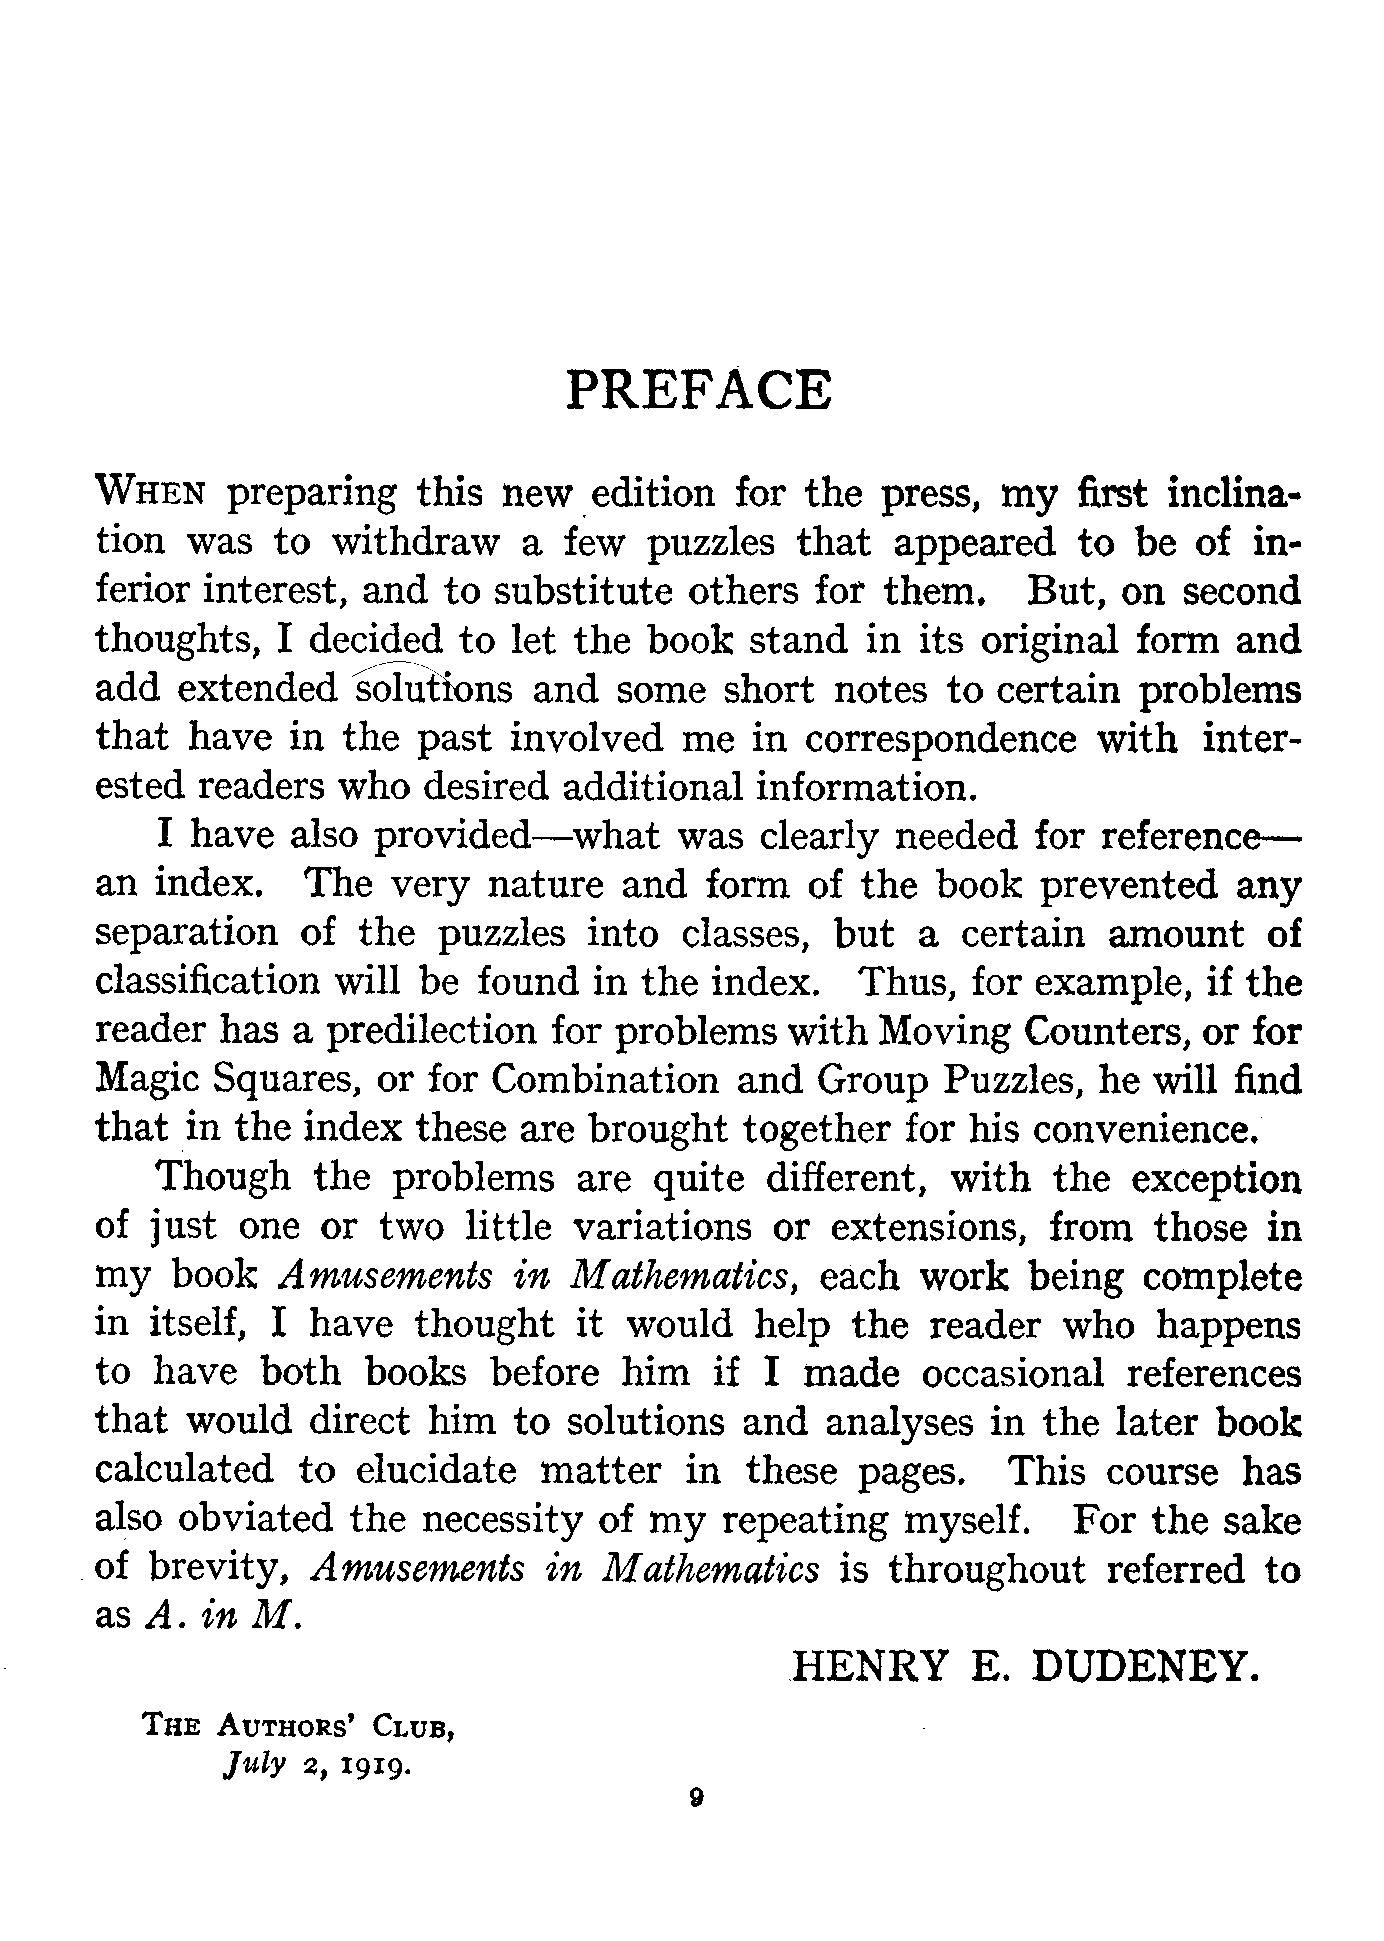 PREFACE
WHEN preparing this new edition for the press, my first inclina-
tion was to withdraw a few puzzles that appeared to be of in-
ferior interest, and to substitute others for them. But, on second
thoughts, I decided to let the book stand in its original form and
add extended solutions and some short notes to certain problems
that have in the past involved me in correspondence with inter-
ested readers who desired additional information.
I have also provided—what was clearly needed for reference—
an index. The very nature and form of the book prevented any
separation of the puzzles into classes, but a certain amount of
classification will be found in the index. Thus, for example, if the
reader has a predilection for problems with Moving Counters, or for
Magic Squares, or for Combination and Group Puzzles, he will find
that in the index these are brought together for his convenience.
Though the problems are quite different, with the exception
of just one or two little variations or extensions, from those in
my book Amusements in Mathematics, each work being complete
in itself, I have thought it would help the reader who happens
to have both books before him if I made occasional references
that would direct him to solutions and analyses in the later book
calculated to elucidate matter in these pages. This course has
also obviated the necessity of my repeating myself. For the sake
of brevity, Amusements in Mathematics is throughout referred to
as A. in M.
HENRY E. DUDENEY.
THE AUTHORS' CLUB,
July 2, 1919.
9